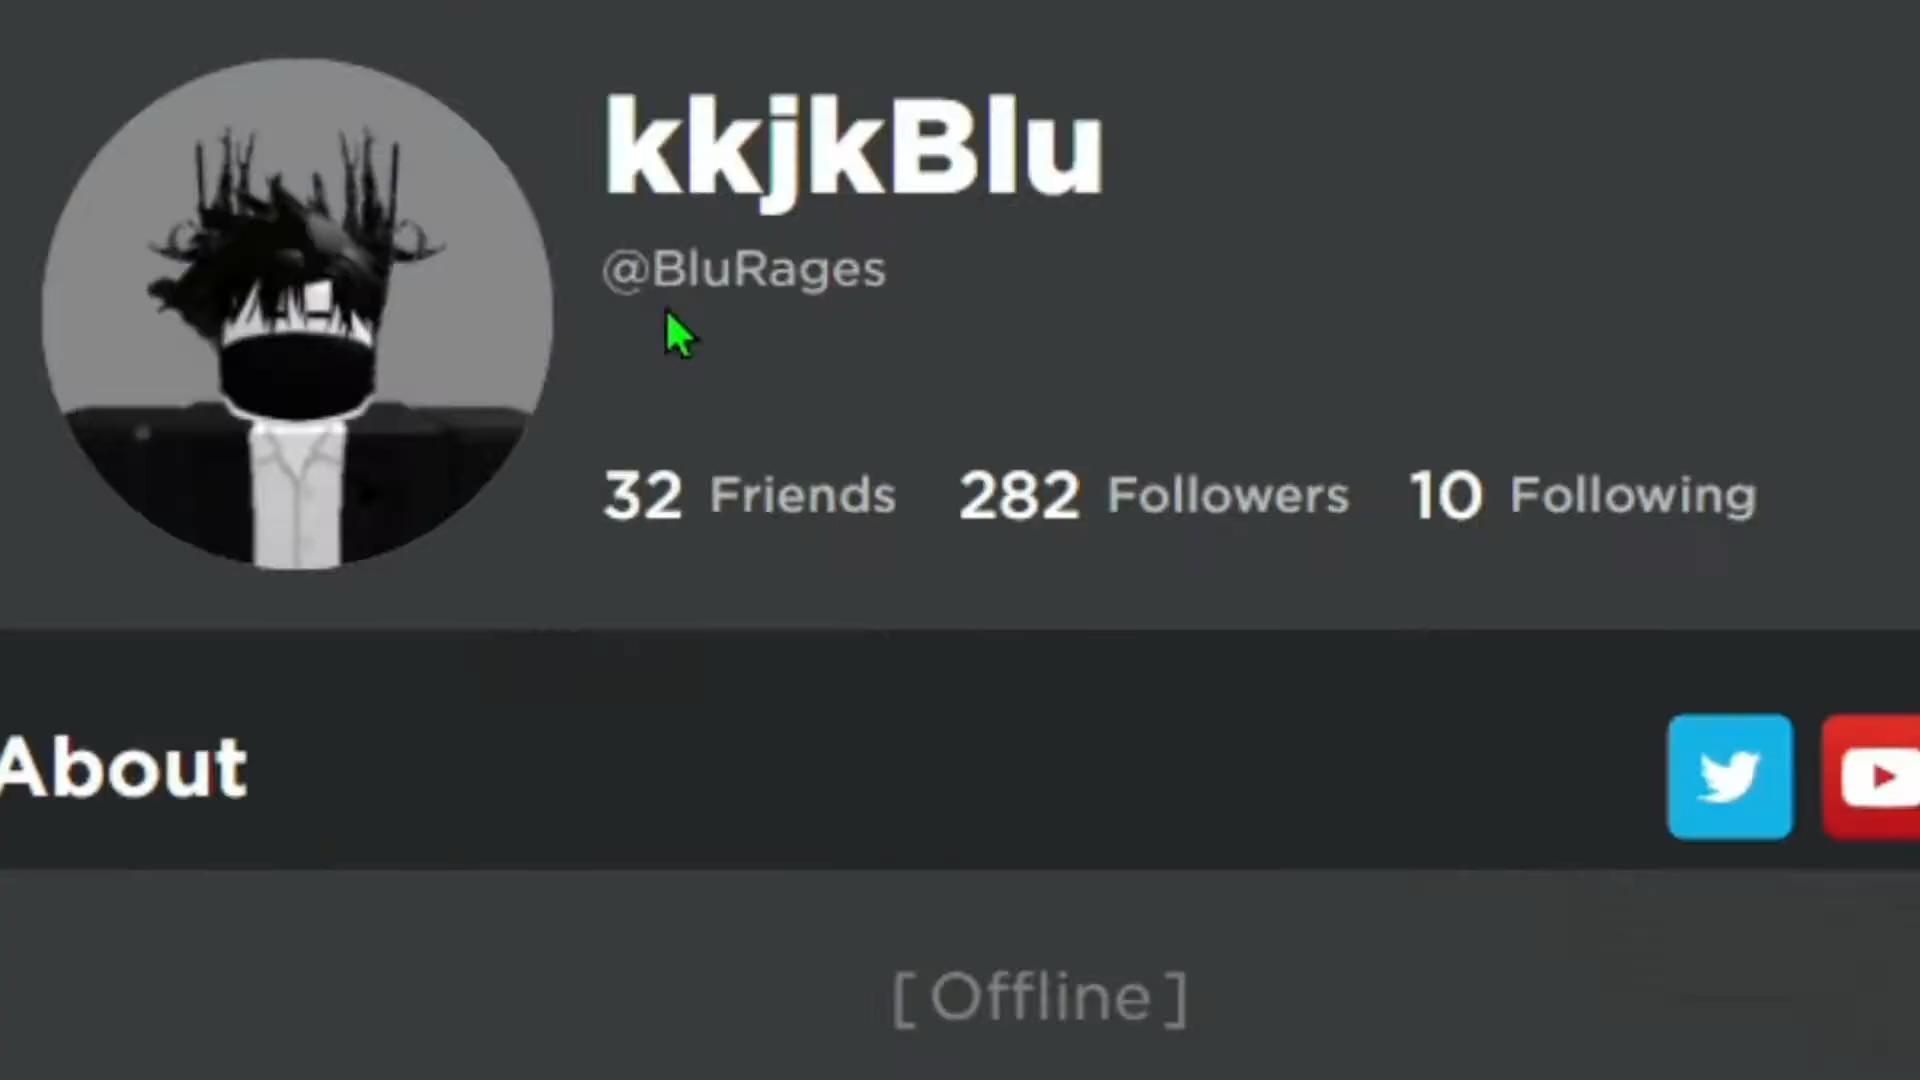 kkjkBlu
@BluRages
32 Friends 282 Followers 10 Following
About
[ Offline ]